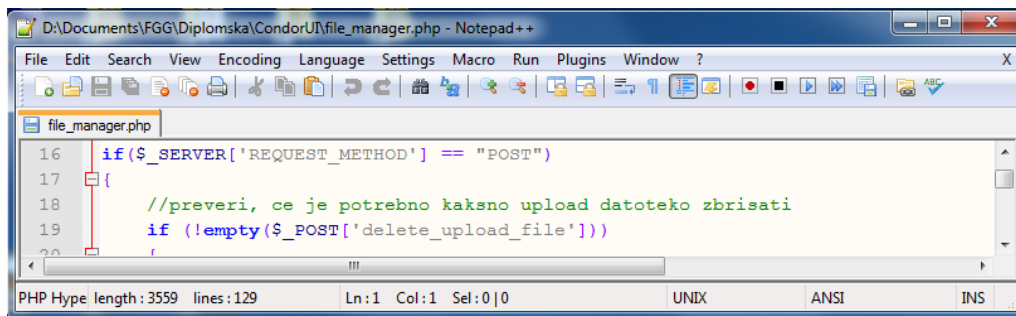 D:\Documents\FGG\Diplomska\CondorUI\file_manager.php - Notepad++
File Edit Search View Encoding Language Settings Macro Run Plugins Window ? X
ABC
file_manager.php
16 if($_SERVER['REQUEST_METHOD'] == "POST")
17 {
18 //preveri, ce je potrebno kaksno upload datoteko zbrisati
19 if (!empty($_POST['delete_upload_file']))
20 {
PHP Hype length : 3559 lines : 129 Ln : 1 Col : 1 Sel : 0 | 0 UNIX ANSI INS